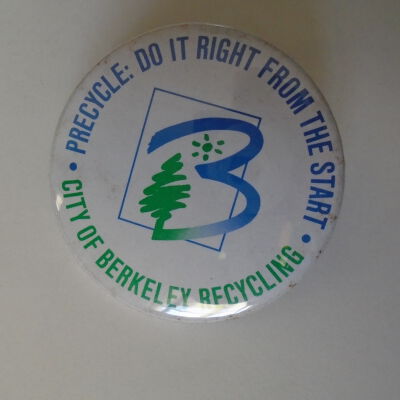 • PRECYCLE: DO IT RIGHT FROM THE START •
CITY OF BERKELEY RECYCLING
B